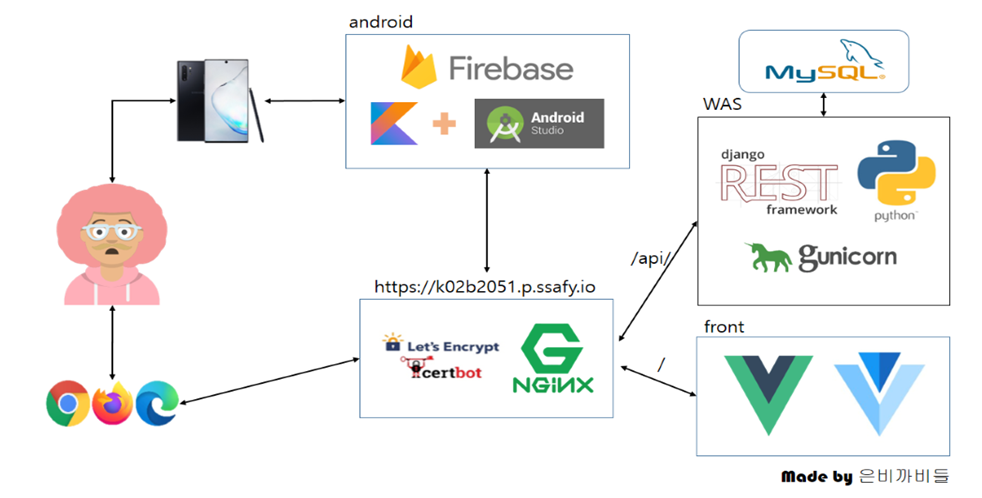 android
Firebase
Android
Studio
MySQL®
WAS
django
REST
framework
python™
gunicorn
/api/
https://k02b2051.p.ssafy.io
Let's Encrypt
certbot
NGINX
front
/
Made by 은비까비들